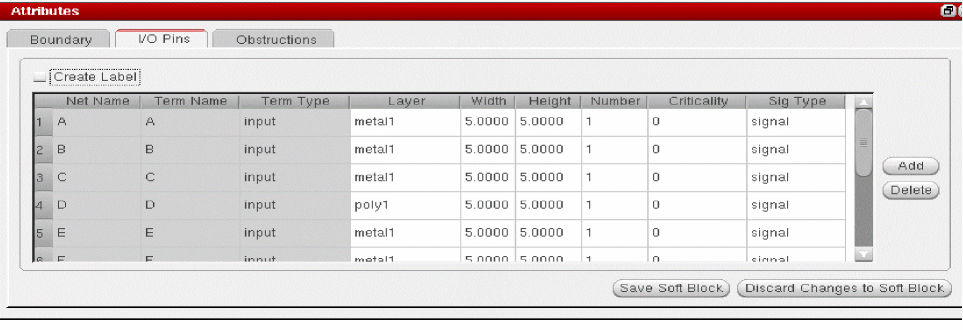 Attributes
Boundary I/O Pins Obstructions
Create Label
Net Name Term Name Term Type Layer Width Height Number Criticality Sig Type
1 A A input metal1 5.0000 5.0000 1 0 signal
2 B B input metal1 5.0000 5.0000 1 0 signal
3 C C input metal1 5.0000 5.0000 1 0 signal
Add
4 D D input poly1 5.0000 5.0000 1 0 signal
Delete
5 E E input metal1 5.0000 5.0000 1 0 signal
6 F F input metal1 5.0000 5.0000 1 0 signal
Save Soft Block Discard Changes to Soft Block